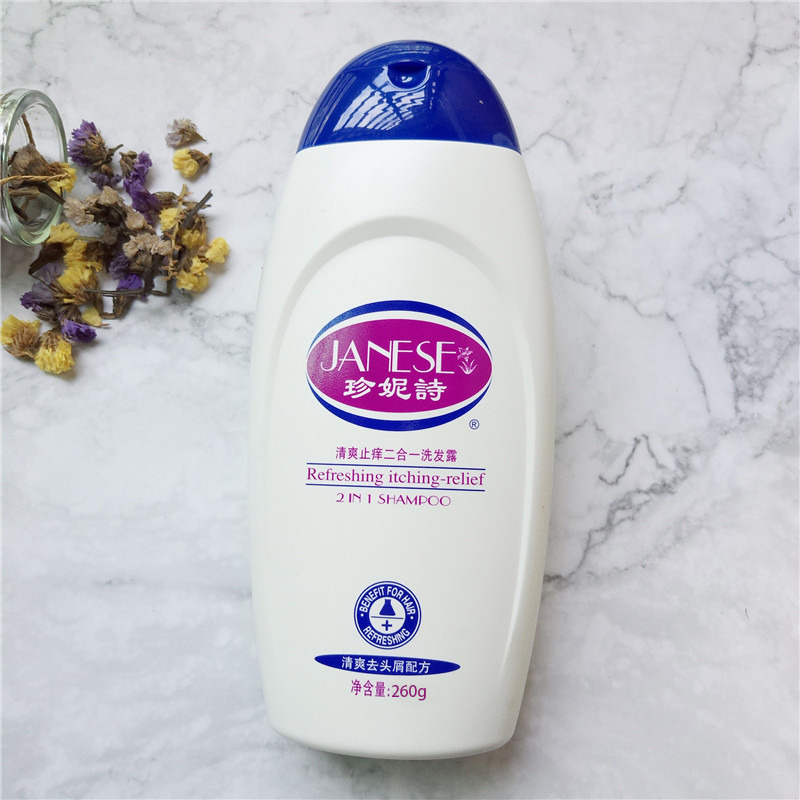 JANESE
珍妮詩
®
清爽止痒二合一洗发露
Refreshing itching-relief
2 IN 1 SHAMPOO
· BENEFIT FOR HAIR ·
REFRESHING
清爽去头屑配方
净含量:260g